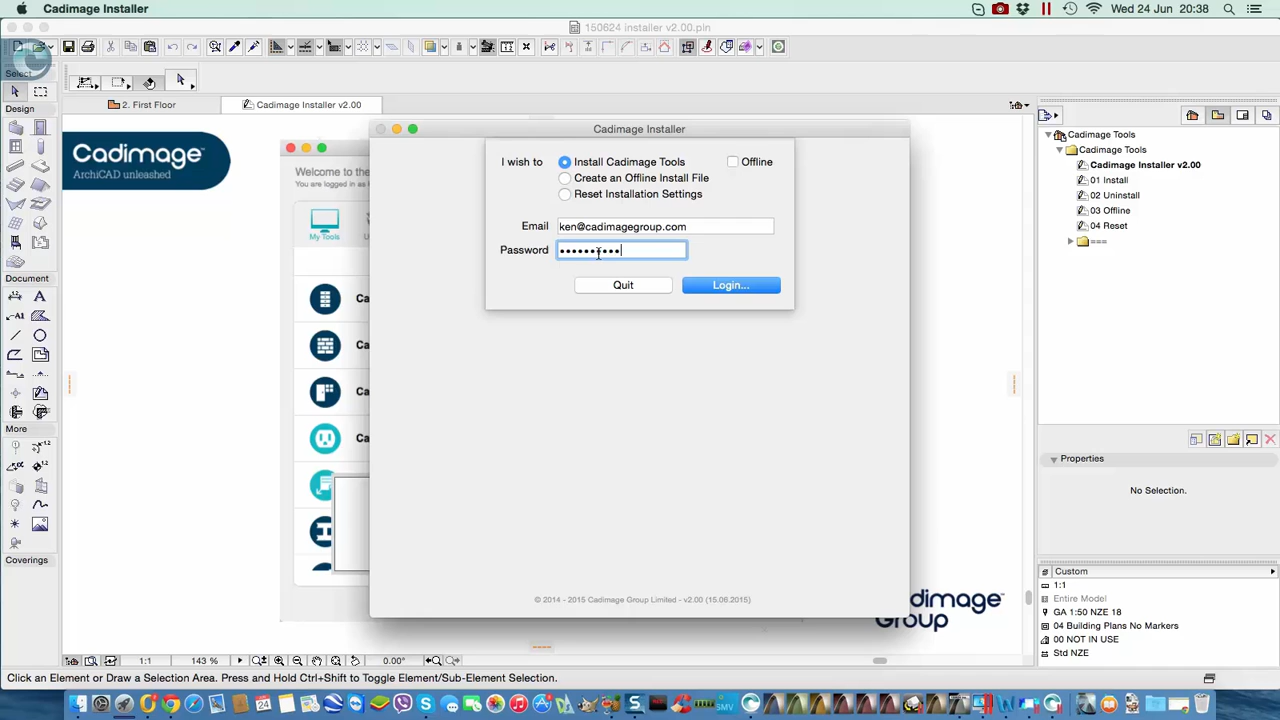 Cadimage Installer
Wed 24 Jun 20:38
150624 installer v2.00.pln
Select
2. First Floor
Cadimage Installer v2.00
Design
Document
More
Coverings
Cadimage
ArchiCAD unleashed
Welcome to the
You are logged in as
My Tools
U
Ca
Ca
Ca
Ca
Cadimage Installer
I wish to
Install Cadimage Tools
Offline
Create an Offline Install File
Reset Installation Settings
Email
ken@cadimagegroup.com
Password
••••••••••
Quit
Login...
© 2014 - 2015 Cadimage Group Limited - v2.00 (15.06.2015)
dimage
Group
Cadimage Tools
Cadimage Tools
Cadimage Installer v2.00
01 Install
02 Uninstall
03 Offline
04 Reset
===
Properties
No Selection.
Custom
1:1
Entire Model
GA 1:50 NZE 18
04 Building Plans No Markers
00 NOT IN USE
Std NZE
1:1
143 %
0.00°
Click an Element or Draw a Selection Area. Press and Hold Ctrl+Shift to Toggle Element/Sub-Element Selection.
24
SMV